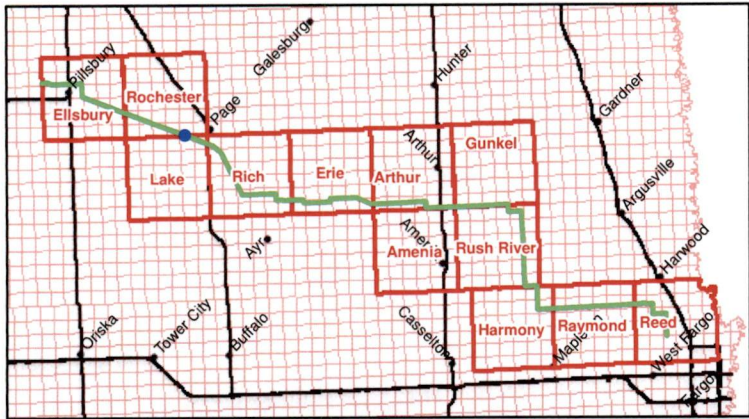 Galesburg
Pillsbury
Hunter
Rochester
Page
Gardner
Ellsbury
Arthur
Gunkel
Lake
Rich
Erie
Arthur
Argusville
Ayr
Amenia
Rush River
Harwood
Oriska
Tower City
Buffalo
Casselton
Harmony
Raymond
Reed
West Fargo
Fargo